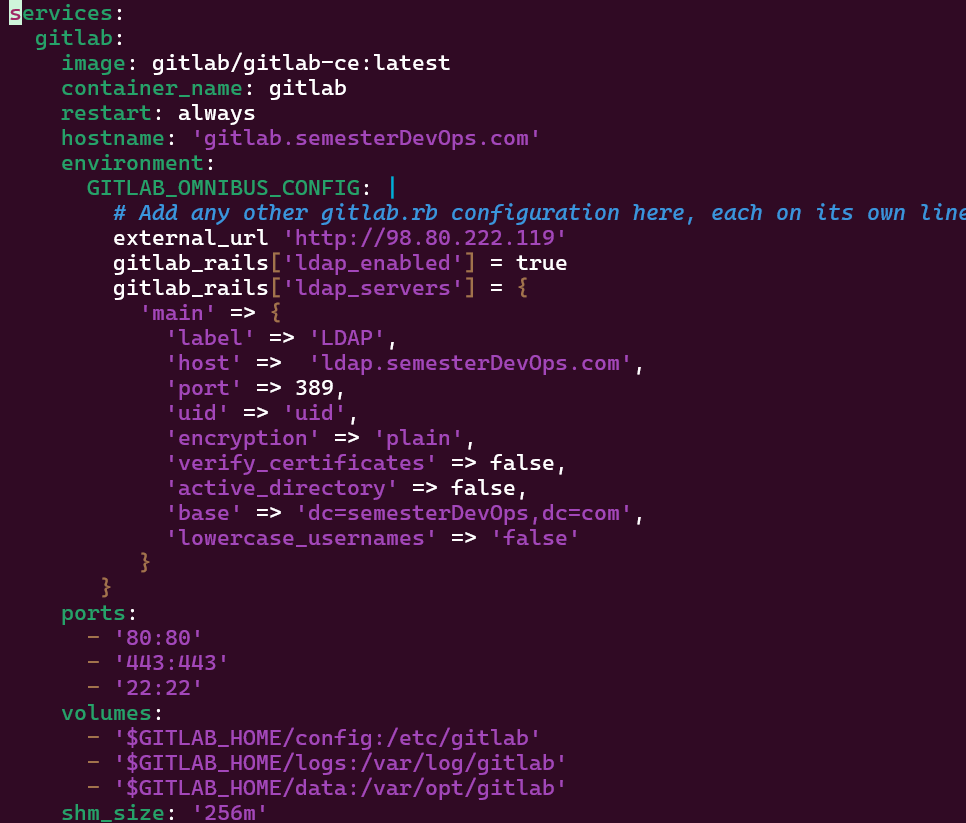 services:
  gitlab:
    image: gitlab/gitlab-ce:latest
    container_name: gitlab
    restart: always
    hostname: 'gitlab.semesterDevOps.com'
    environment:
      GITLAB_OMNIBUS_CONFIG: |
        # Add any other gitlab.rb configuration here, each on its own line
        external_url 'http://98.80.222.119'
        gitlab_rails['ldap_enabled'] = true
        gitlab_rails['ldap_servers'] = {
          'main' => {
            'label' => 'LDAP',
            'host' =>  'ldap.semesterDevOps.com',
            'port' => 389,
            'uid' => 'uid',
            'encryption' => 'plain',
            'verify_certificates' => false,
            'active_directory' => false,
            'base' => 'dc=semesterDevOps,dc=com',
            'lowercase_usernames' => 'false'
          }
       }
    ports:
      - '80:80'
      - '443:443'
      - '22:22'
    volumes:
      - '$GITLAB_HOME/config:/etc/gitlab'
      - '$GITLAB_HOME/logs:/var/log/gitlab'
      - '$GITLAB_HOME/data:/var/opt/gitlab'
    shm_size: '256m'